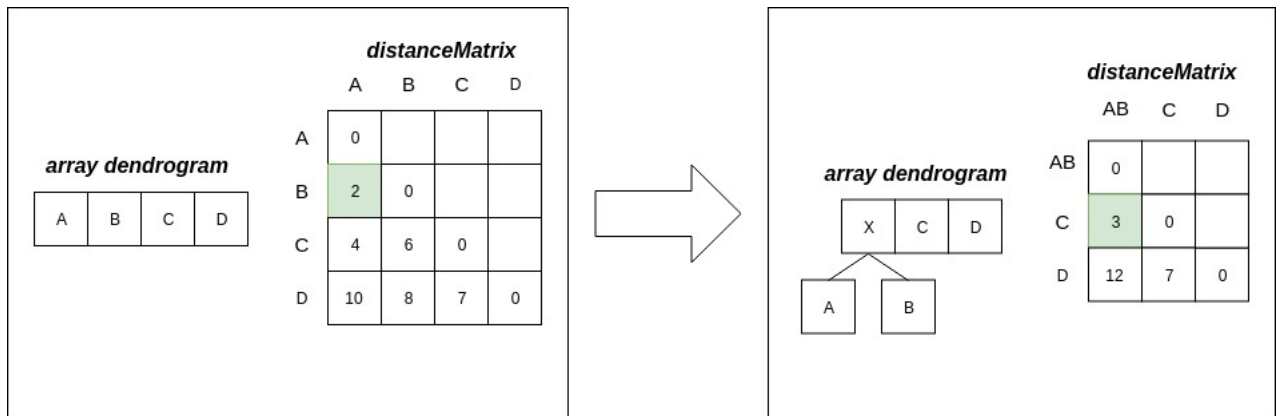 distanceMatrix
A B C D
array dendrogram
A B C D
A 0
B 2 0
C 4 6 0
D 10 8 7 0
distanceMatrix
AB C D
array dendrogram
X C D
A B
AB 0
C 3 0
D 12 7 0